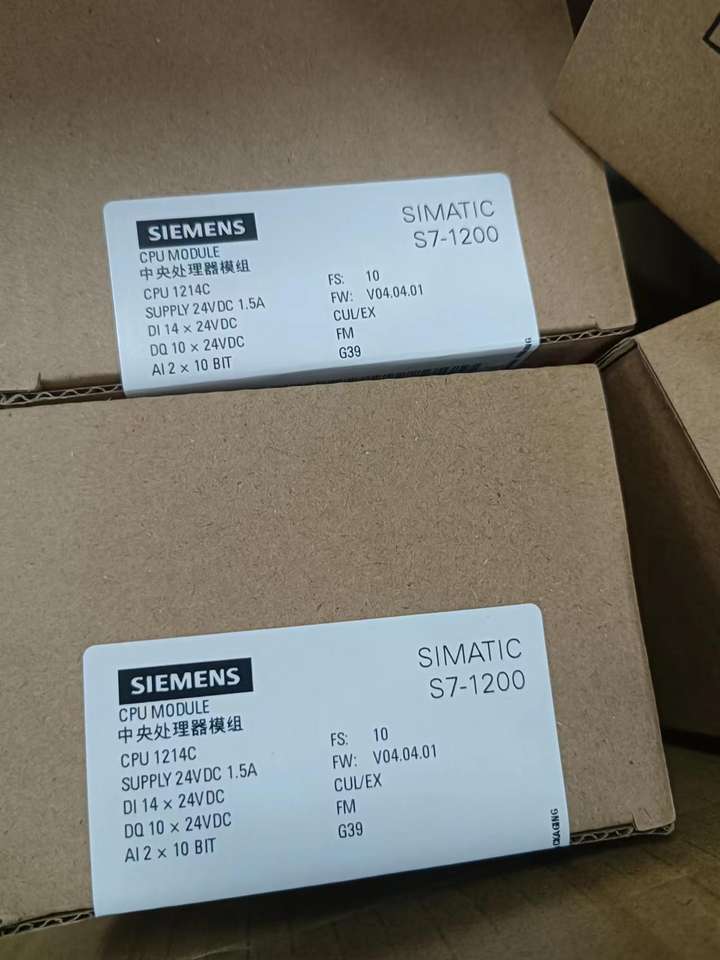 SIEMENS
SIMATIC
S7-1200
CPU MODULE
中央处理器模组
CPU 1214C
SUPPLY 24VDC 1.5A
DI 14 × 24VDC
DQ 10 × 24VDC
AI 2 × 10 BIT
FS: 10
FW: V04.04.01
CUL/EX
FM
G39
SIEMENS
SIMATIC
S7-1200
CPU MODULE
中央处理器模组
CPU 1214C
SUPPLY 24VDC 1.5A
DI 14 × 24VDC
DQ 10 × 24VDC
AI 2 × 10 BIT
FS: 10
FW: V04.04.01
CUL/EX
FM
G39